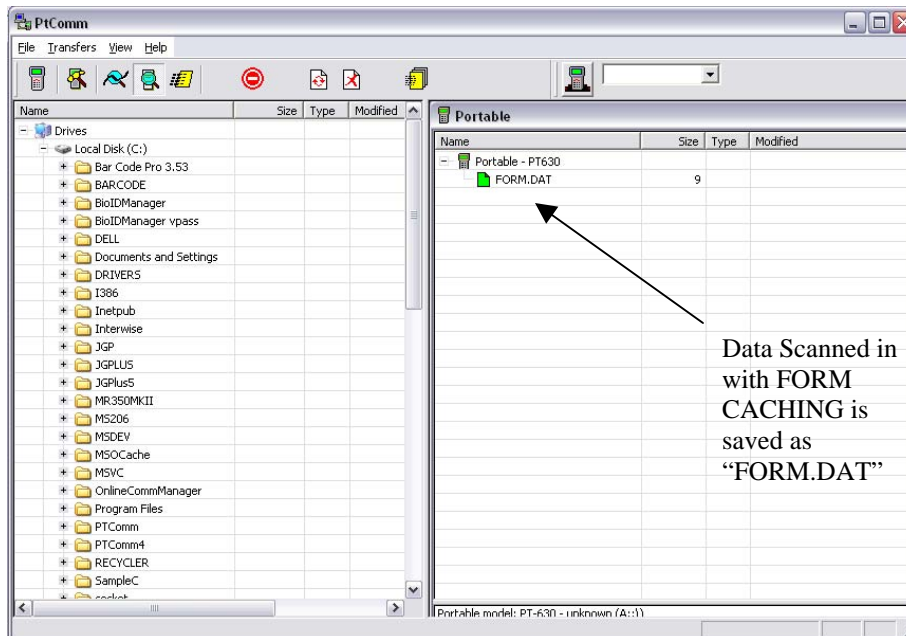 PtComm
File Transfers View Help
Name Size Type Modified
Drives
Local Disk (C:)
Bar Code Pro 3.53
BARCODE
BioIDManager
BioIDManager vpass
DELL
Documents and Settings
DRIVERS
I386
Inetpub
Interwise
JGP
JGPLUS
JGPlus5
MR350MKII
MS206
MSDEV
MSOCache
MSVC
OnlineCommManager
Program Files
PTComm
PTComm4
RECYCLER
SampleC
socket
Portable
Name Size Type Modified
Portable - PT630
FORM.DAT 9
Data Scanned in
with FORM
CACHING is
saved as
“FORM.DAT”
Portable model: PT-630 - unknown (A::\)